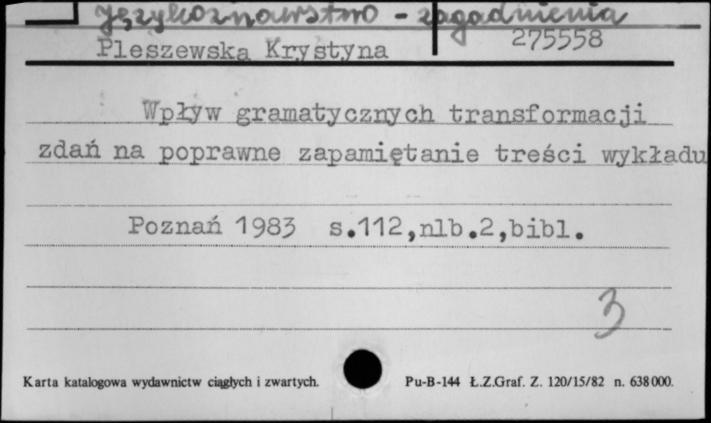 językoznawstwo - zagadnienia
Pleszewska Krystyna 275558
Wpływ gramatycznych transformacji
zdań na poprawne zapamiętanie treści wykładu
Poznań 1983 s.112,nlb.2,bibl.
3
Karta katalogowa wydawnictw ciągłych i zwartych. Pu-B-144 Ł.Z.Graf. Z. 120/15/82 n. 638000.